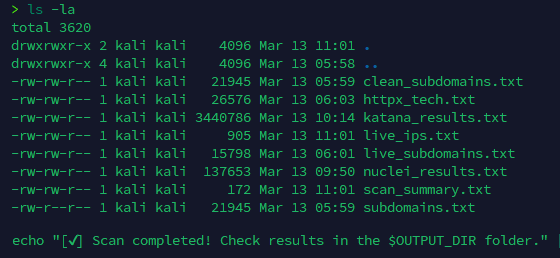 > ls -la
total 3620
drwxrwxr-x 2 kali kali    4096 Mar 13 11:01 .
drwxrwxr-x 4 kali kali    4096 Mar 13 05:58 ..
-rw-rw-r-- 1 kali kali   21945 Mar 13 05:59 clean_subdomains.txt
-rw-rw-r-- 1 kali kali   26576 Mar 13 06:03 httpx_tech.txt
-rw-rw-r-- 1 kali kali 3440786 Mar 13 10:14 katana_results.txt
-rw-rw-r-- 1 kali kali     905 Mar 13 11:01 live_ips.txt
-rw-rw-r-- 1 kali kali   15798 Mar 13 06:01 live_subdomains.txt
-rw-rw-r-- 1 kali kali  137653 Mar 13 09:50 nuclei_results.txt
-rw-rw-r-- 1 kali kali     172 Mar 13 11:01 scan_summary.txt
-rw-r--r-- 1 kali kali   21945 Mar 13 05:59 subdomains.txt
echo "[✔] Scan completed! Check results in the $OUTPUT_DIR folder."